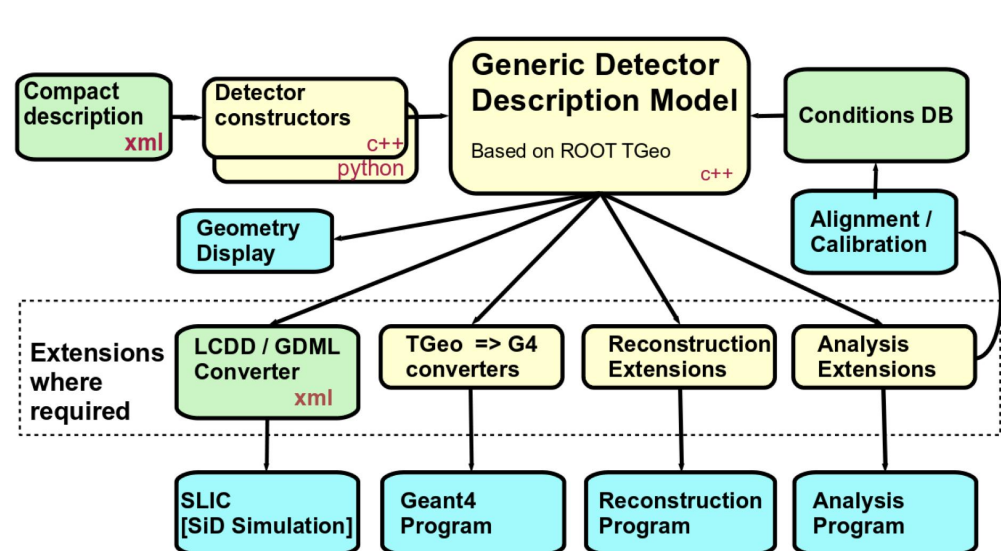 Compact
description
xml
Detector
constructors
c++
python
Generic Detector
Description Model
Based on ROOT TGeo
c++
Conditions DB
Geometry
Display
Alignment /
Calibration
Extensions
where
required
LCDD / GDML
Converter
xml
TGeo => G4
converters
Reconstruction
Extensions
Analysis
Extensions
SLIC
[SiD Simulation]
Geant4
Program
Reconstruction
Program
Analysis
Program